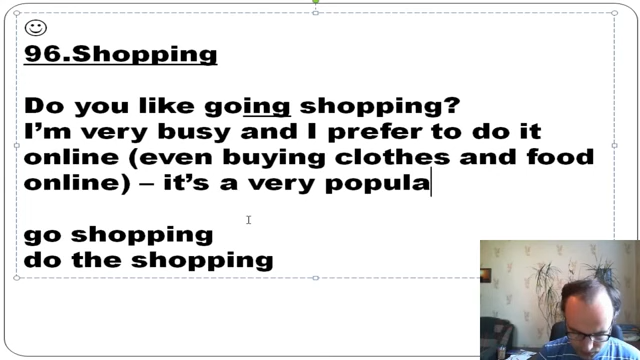 96.Shopping
Do you like going shopping?
I'm very busy and I prefer to do it
online (even buying clothes and food
online) – it's a very popula
go shopping
do the shopping